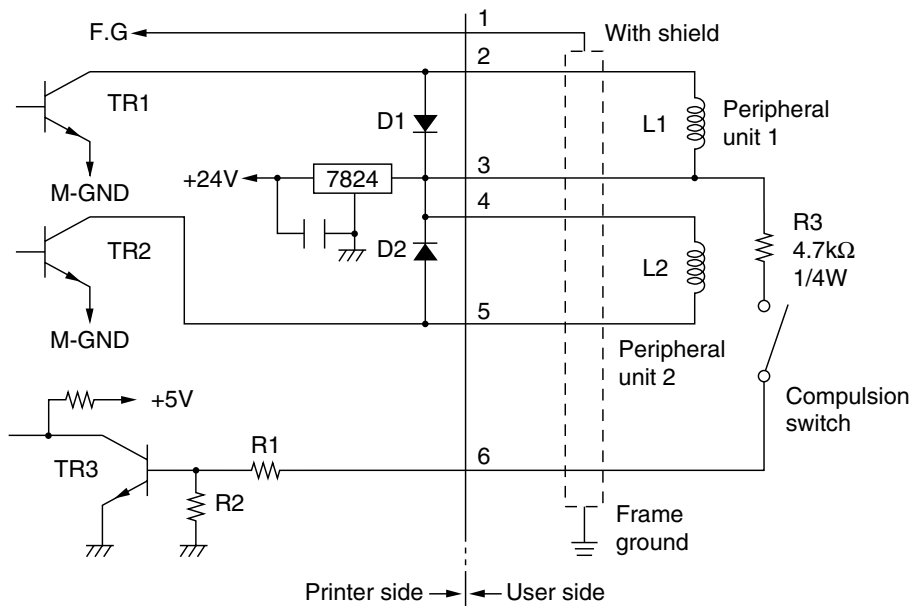 1
F.G
With shield
2
TR1
D1
L1
Peripheral
unit 1
M-GND
+24V
7824
3
4
R3
4.7kΩ
1/4W
TR2
D2
L2
M-GND
5
Peripheral
unit 2
+5V
Compulsion
switch
TR3
R1
6
R2
Frame
ground
Printer side
User side